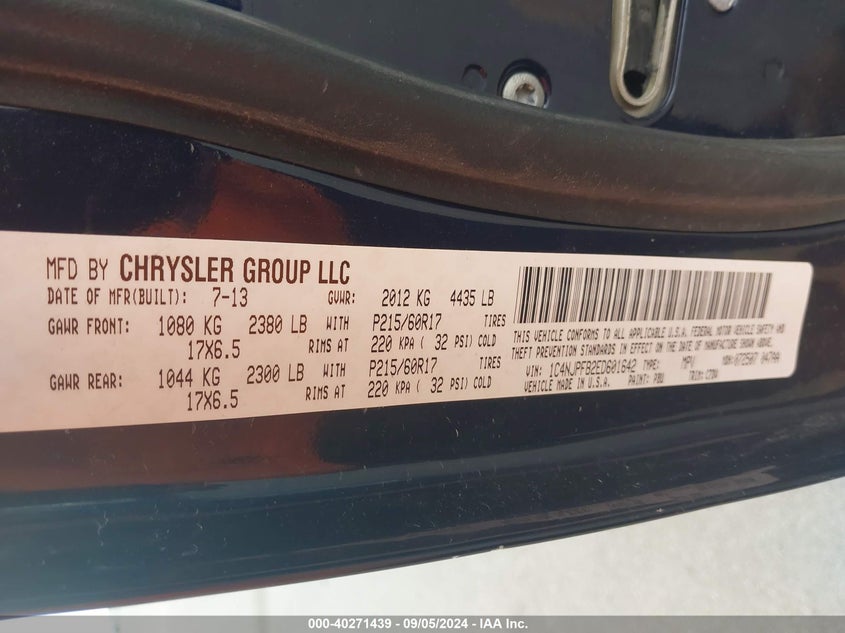 MFD BY CHRYSLER GROUP LLC
DATE OF MFR(BUILT): 7-13 GVWR: 2012 KG 4435 LB
GAWR FRONT: 1080 KG 2380 LB WITH P215/60R17 TIRES
17X6.5 RIMS AT 220 KPA ( 32 PSI) COLD
GAWR REAR: 1044 KG 2300 LB WITH P215/60R17 TIRES
17X6.5 RIMS AT 220 KPA ( 32 PSI) COLD
THIS VEHICLE CONFORMS TO ALL APPLICABLE U.S.A. FEDERAL MOTOR VEHICLE SAFETY AND
THEFT PREVENTION STANDARDS IN EFFECT ON THE DATE OF MANUFACTURE SHOWN ABOVE.
VIN: 1C4NJPFB2ED601642 TYPE: MPV MDH: 072507 047AA
VEHICLE MADE IN U.S.A. PAINT: PBU TRIM:
000-40271439 - 09/05/2024 - IAA Inc.